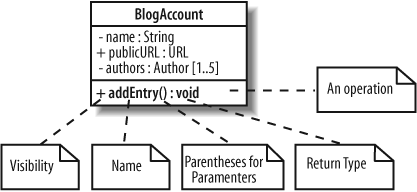 BlogAccount
- name : String
+ publicURL : URL
- authors : Author [1..5]
+ addEntry() : void
An operation
Visibility
Name
Parentheses for
Paramenters
Return Type